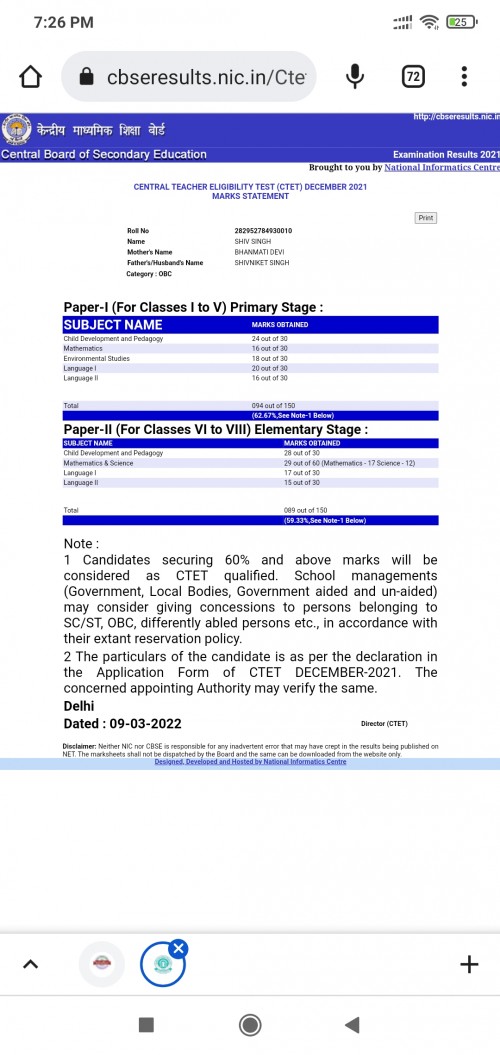 7:26 PM
25
cbseresults.nic.in/Cte
72
http://cbseresults.nic.in
केन्द्रीय माध्यमिक शिक्षा बोर्ड
Central Board of Secondary Education
Examination Results 2021
Brought to you by National Informatics Centre
CENTRAL TEACHER ELIGIBILITY TEST (CTET) DECEMBER 2021
MARKS STATEMENT
Print
Roll No 282952784930010
Name SHIV SINGH
Mother's Name BHANMATI DEVI
Father's/Husband's Name SHIVNIKET SINGH
Category : OBC
Paper-I (For Classes I to V) Primary Stage :
SUBJECT NAME MARKS OBTAINED
Child Development and Pedagogy 24 out of 30
Mathematics 16 out of 30
Environmental Studies 18 out of 30
Language I 20 out of 30
Language II 16 out of 30
Total 094 out of 150
(62.67%,See Note-1 Below)
Paper-II (For Classes VI to VIII) Elementary Stage :
SUBJECT NAME MARKS OBTAINED
Child Development and Pedagogy 28 out of 30
Mathematics & Science 29 out of 60 (Mathematics - 17 Science - 12)
Language I 17 out of 30
Language II 15 out of 30
Total 089 out of 150
(59.33%,See Note-1 Below)
Note :
1 Candidates securing 60% and above marks will be
considered as CTET qualified. School managements
(Government, Local Bodies, Government aided and un-aided)
may consider giving concessions to persons belonging to
SC/ST, OBC, differently abled persons etc., in accordance with
their extant reservation policy.
2 The particulars of the candidate is as per the declaration in
the Application Form of CTET DECEMBER-2021. The
concerned appointing Authority may verify the same.
Delhi
Dated : 09-03-2022 Director (CTET)
Disclaimer: Neither NIC nor CBSE is responsible for any inadvertent error that may have crept in the results being published on
NET. The marksheets shall not be dispatched by the Board and the same can be downloaded from the website only
Designed, Developed and Hosted by National Informatics Centre